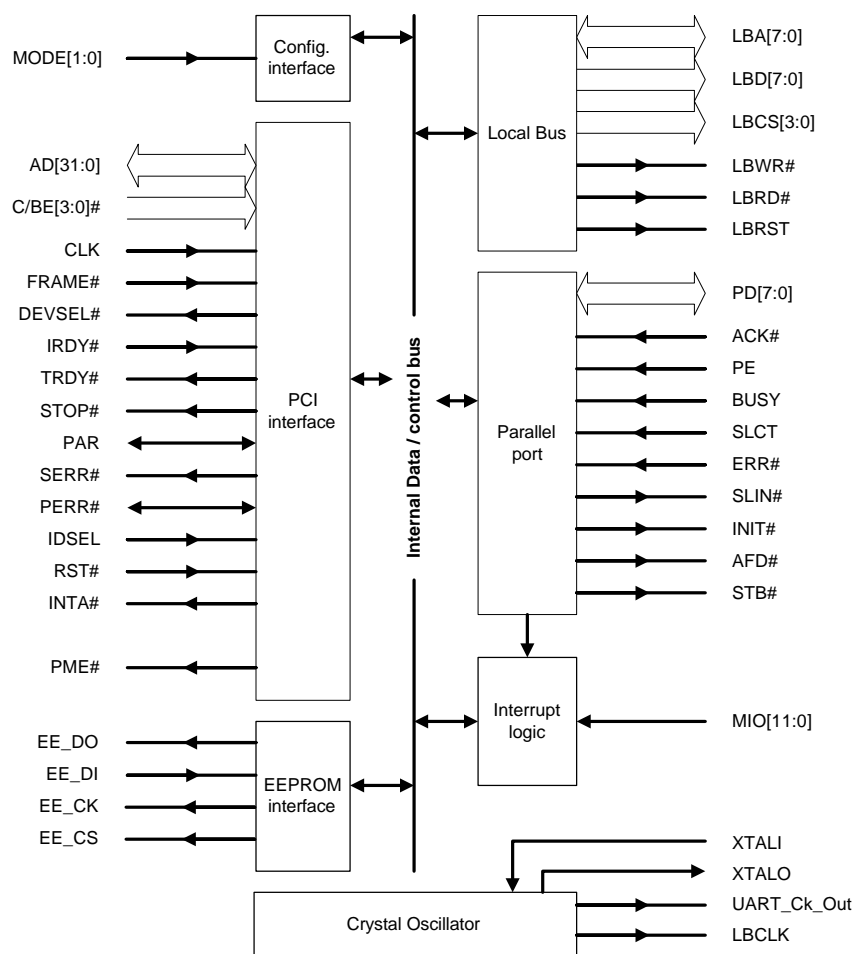 MODE[1:0]
Config.
interface
AD[31:0]
C/BE[3:0]#
CLK
FRAME#
DEVSEL#
IRDY#
TRDY#
STOP#
PAR
SERR#
PERR#
IDSEL
RST#
INTA#
PME#
PCI
interface
EE_DO
EE_DI
EE_CK
EE_CS
EEPROM
interface
Internal Data / control bus
Local Bus
LBA[7:0]
LBD[7:0]
LBCS[3:0]
LBWR#
LBRD#
LBRST
Parallel
port
PD[7:0]
ACK#
PE
BUSY
SLCT
ERR#
SLIN#
INIT#
AFD#
STB#
Interrupt
logic
MIO[11:0]
Crystal Oscillator
XTALI
XTALO
UART_Ck_Out
LBCLK